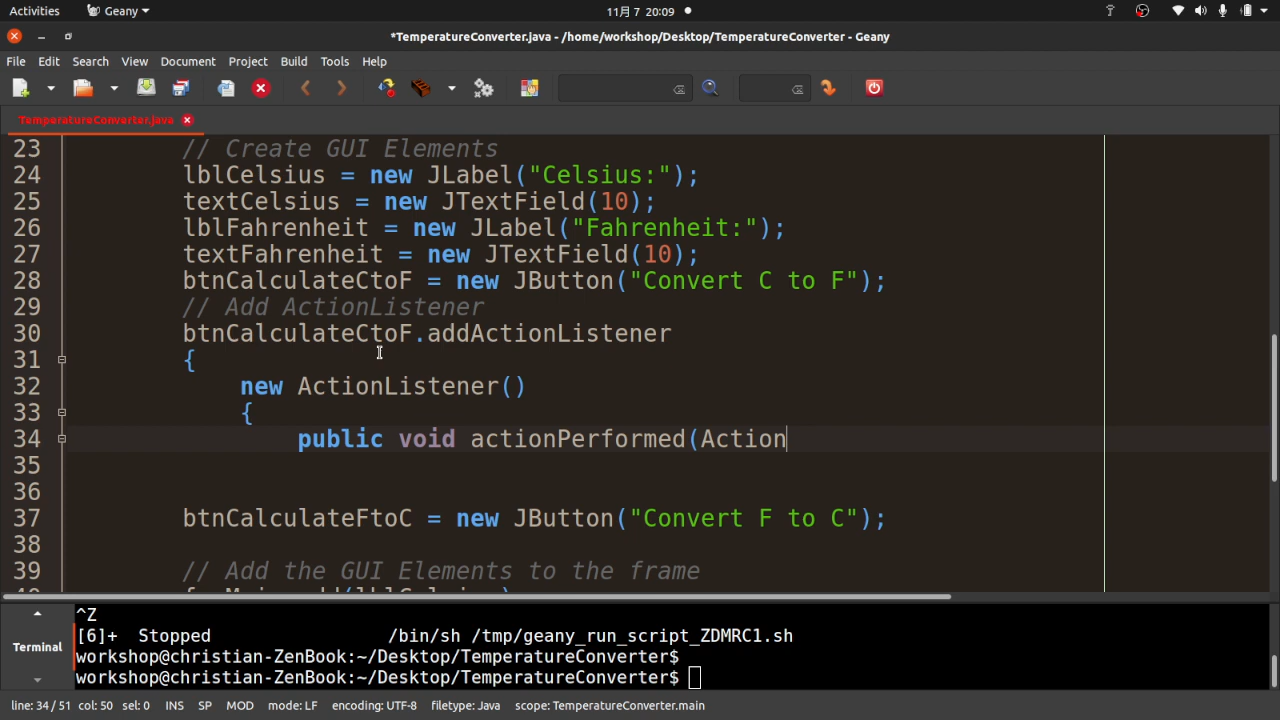 Activities Geany 11月 7 20:09
*TemperatureConverter.java - /home/workshop/Desktop/TemperatureConverter - Geany
File Edit Search View Document Project Build Tools Help
TemperatureConverter.java
23 // Create GUI Elements
24 lblCelsius = new JLabel("Celsius:");
25 textCelsius = new JTextField(10);
26 lblFahrenheit = new JLabel("Fahrenheit:");
27 textFahrenheit = new JTextField(10);
28 btnCalculateCtoF = new JButton("Convert C to F");
29 // Add ActionListener
30 btnCalculateCtoF.addActionListener
31 {
32 new ActionListener()
33 {
34 public void actionPerformed(Action
35
36
37 btnCalculateFtoC = new JButton("Convert F to C");
38
39 // Add the GUI Elements to the frame
Terminal
^Z
[6]+ Stopped /bin/sh /tmp/geany_run_script_ZDMRC1.sh
workshop@christian-ZenBook:~/Desktop/TemperatureConverter$
workshop@christian-ZenBook:~/Desktop/TemperatureConverter$
line: 34 / 51 col: 50 sel: 0 INS SP MOD mode: LF encoding: UTF-8 filetype: Java scope: TemperatureConverter.main